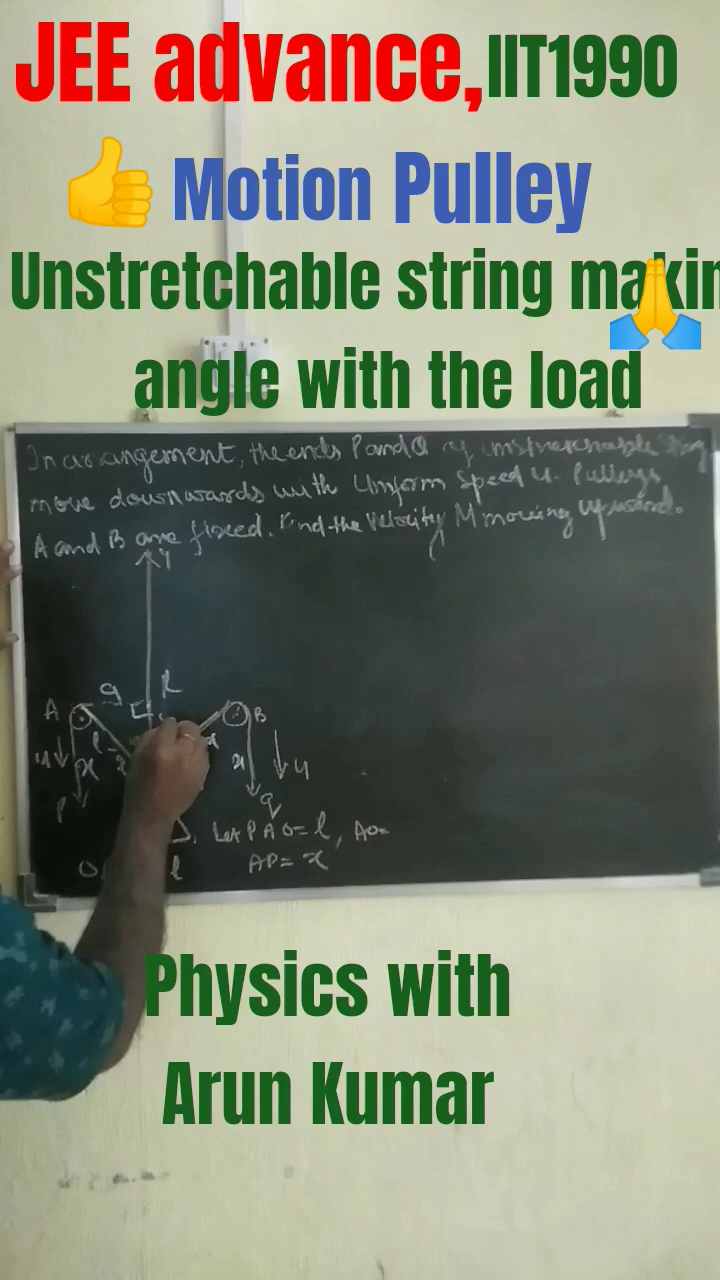 JEE advance, IIT1990
Motion Pulley
Unstretchable string makin
angle with the load
In arrangement, the ends P and Q of unstretchable string
move downwards with Uniform Speed u. Pulleys
A and B are fixed. Find the velocity M moving upward.
Y
A B
u x x u
P q
Let PAO = l, AO=
l AP = x
Physics with
Arun Kumar